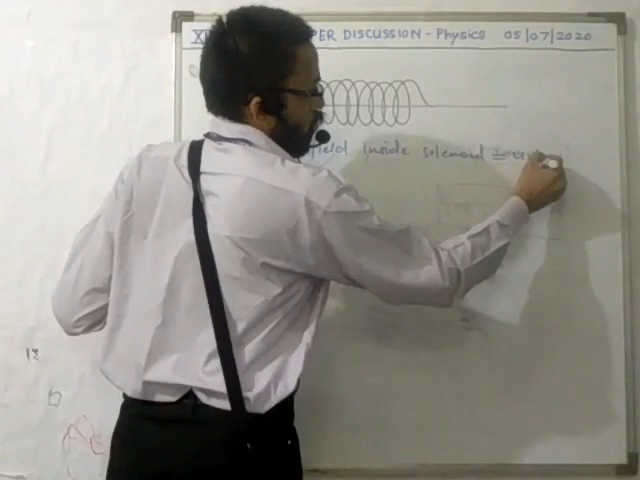 PER DISCUSSION - Physics 05/07/2020
field inside solenoid =